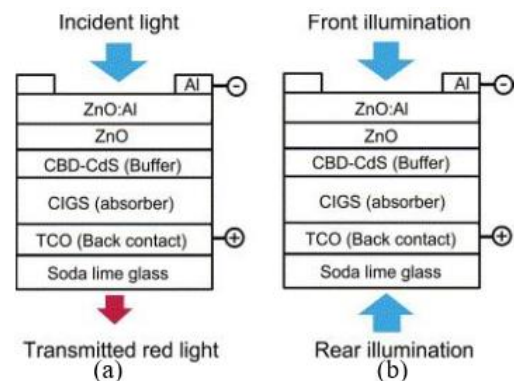 Incident light
Al
ZnO:Al
ZnO
CBD-CdS (Buffer)
CIGS (absorber)
TCO (Back contact)
Soda lime glass
Transmitted red light
(a)
Front illumination
Al
ZnO:Al
ZnO
CBD-CdS (Buffer)
CIGS (absorber)
TCO (Back contact)
Soda lime glass
Rear illumination
(b)